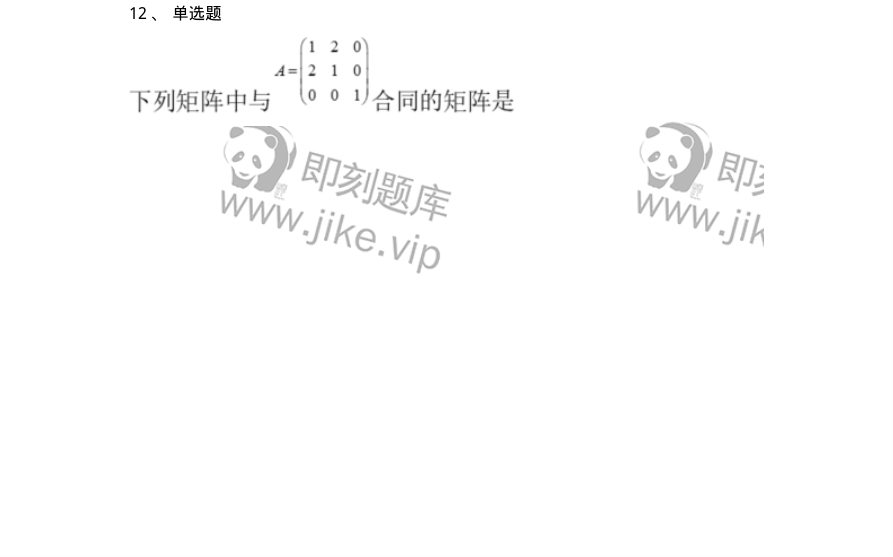 12 、 单选题
下列矩阵中与 A= (1 2 0
2 1 0
0 0 1) 合同的矩阵是
即刻题库 即刻
www.jike.vip www.jik